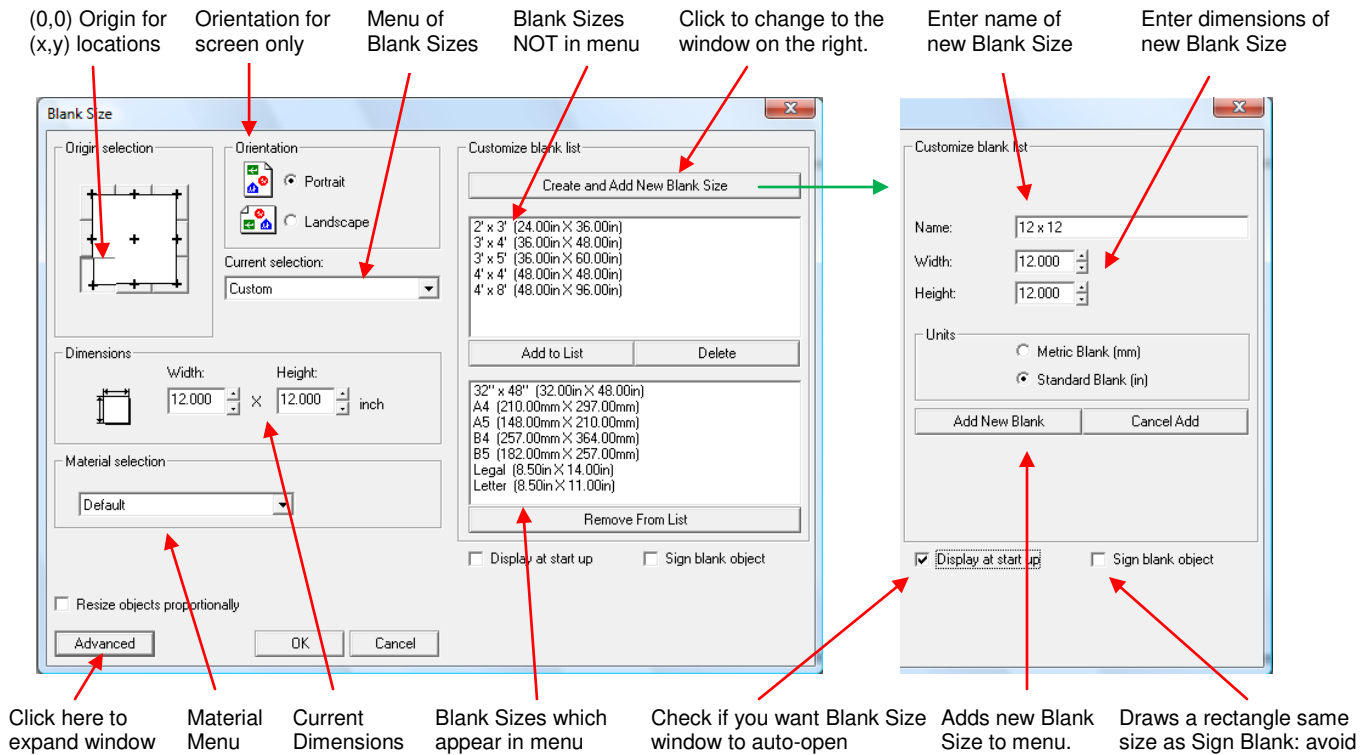 (0,0) Origin for
(x,y) locations
Orientation for
screen only
Menu of
Blank Sizes
Blank Sizes
NOT in menu
Click to change to the
window on the right.
Enter name of
new Blank Size
Enter dimensions of
new Blank Size
Blank Size
Origin selection
Orientation
Portrait
Landscape
Current selection:
Custom
Dimensions
Width:
Height:
12.000
X
12.000
inch
Material selection
Default
Resize objects proportionally
Advanced
OK
Cancel
Customize blank list
Create and Add New Blank Size
2' x 3' (24.00in X 36.00in)
3' x 4' (36.00in X 48.00in)
3' x 5' (36.00in X 60.00in)
4' x 4' (48.00in X 48.00in)
4' x 8' (48.00in X 96.00in)
Add to List
Delete
32" x 48" (32.00in X 48.00in)
A4 (210.00mm X 297.00mm)
A5 (148.00mm X 210.00mm)
B4 (257.00mm X 364.00mm)
B5 (182.00mm X 257.00mm)
Legal (8.50in X 14.00in)
Letter (8.50in X 11.00in)
Remove From List
Display at start up
Sign blank object
Customize blank list
Name:
12 x 12
Width:
12.000
Height:
12.000
Units
Metric Blank (mm)
Standard Blank (in)
Add New Blank
Cancel Add
Display at start up
Sign blank object
Click here to
expand window
Material
Menu
Current
Dimensions
Blank Sizes which
appear in menu
Check if you want Blank Size
window to auto-open
Adds new Blank
Size to menu.
Draws a rectangle same
size as Sign Blank: avoid